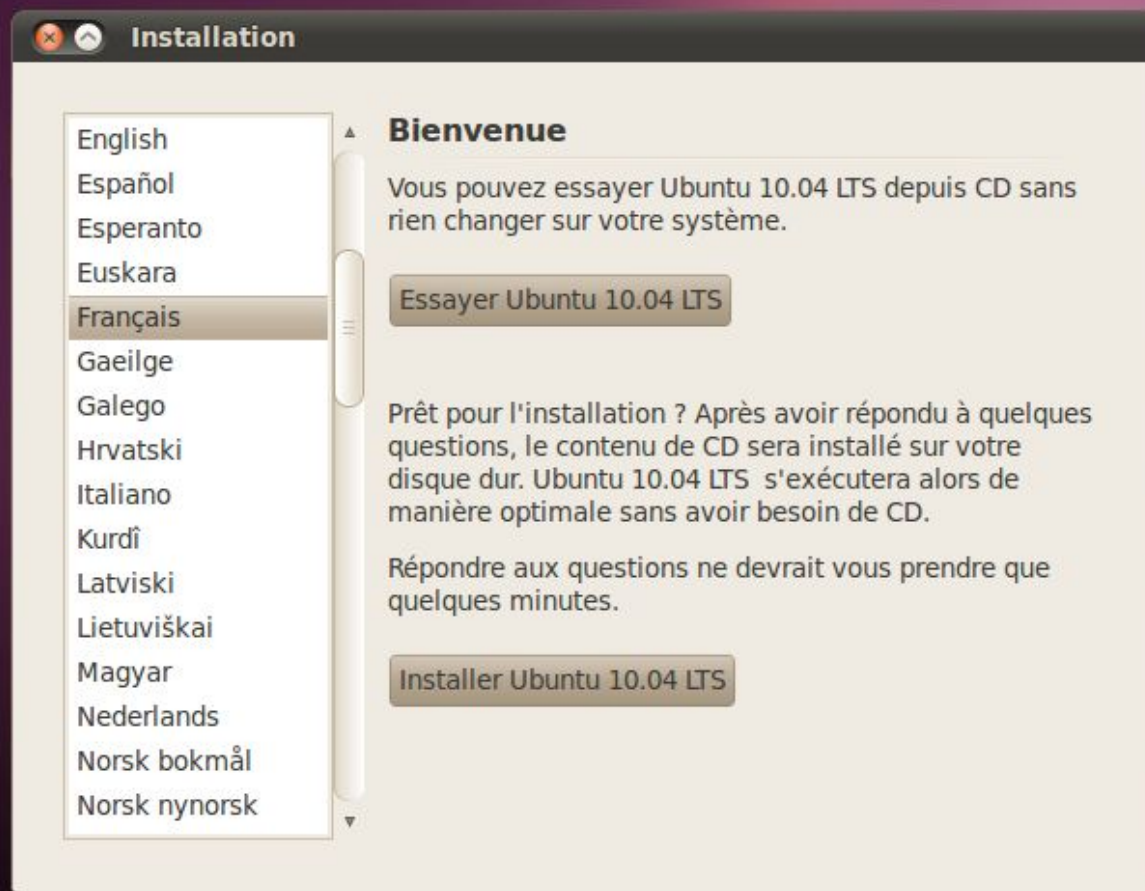 Installation
English
Español
Esperanto
Euskara
Français
Gaeilge
Galego
Hrvatski
Italiano
Kurdî
Latviski
Lietuviškai
Magyar
Nederlands
Norsk bokmål
Norsk nynorsk
Bienvenue
Vous pouvez essayer Ubuntu 10.04 LTS depuis CD sans
rien changer sur votre système.
Essayer Ubuntu 10.04 LTS
Prêt pour l'installation ? Après avoir répondu à quelques
questions, le contenu de CD sera installé sur votre
disque dur. Ubuntu 10.04 LTS  s'exécutera alors de
manière optimale sans avoir besoin de CD.
Répondre aux questions ne devrait vous prendre que
quelques minutes.
Installer Ubuntu 10.04 LTS